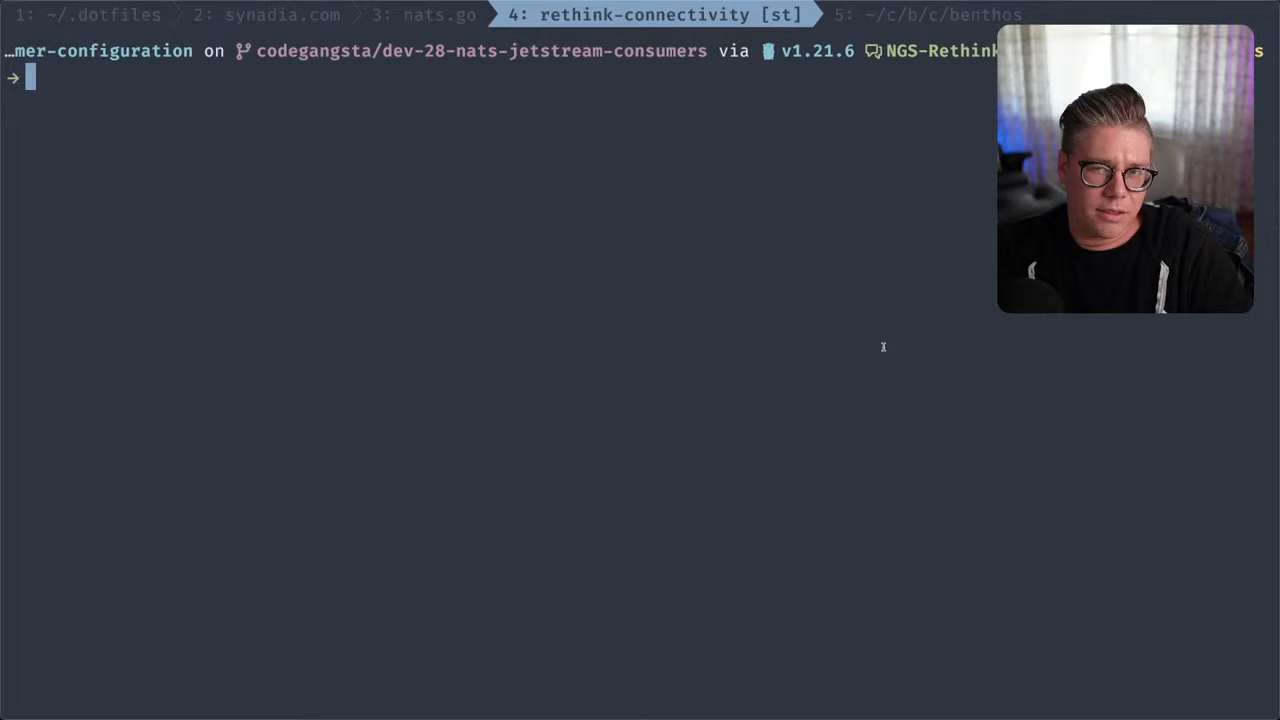 1: ~/.dotfiles 2: synadia.com 3: nats.go 4: rethink-connectivity [st] 5: ~/c/b/c/benthos
…mer-configuration on codegangsta/dev-28-nats-jetstream-consumers via v1.21.6 NGS-Rethink s
→